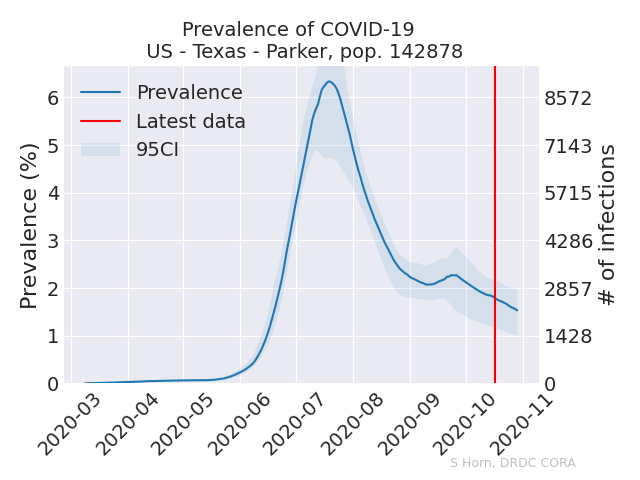 Prevalence of COVID-19
US - Texas - Parker, pop. 142878
Prevalence
Latest data
95CI
Prevalence (%)
6
5
4
3
2
1
0
8572
7143
5715
4286
2857
1428
0
# of infections
2020-03
2020-04
2020-05
2020-06
2020-07
2020-08
2020-09
2020-10
2020-11
S Horn, DRDC CORA